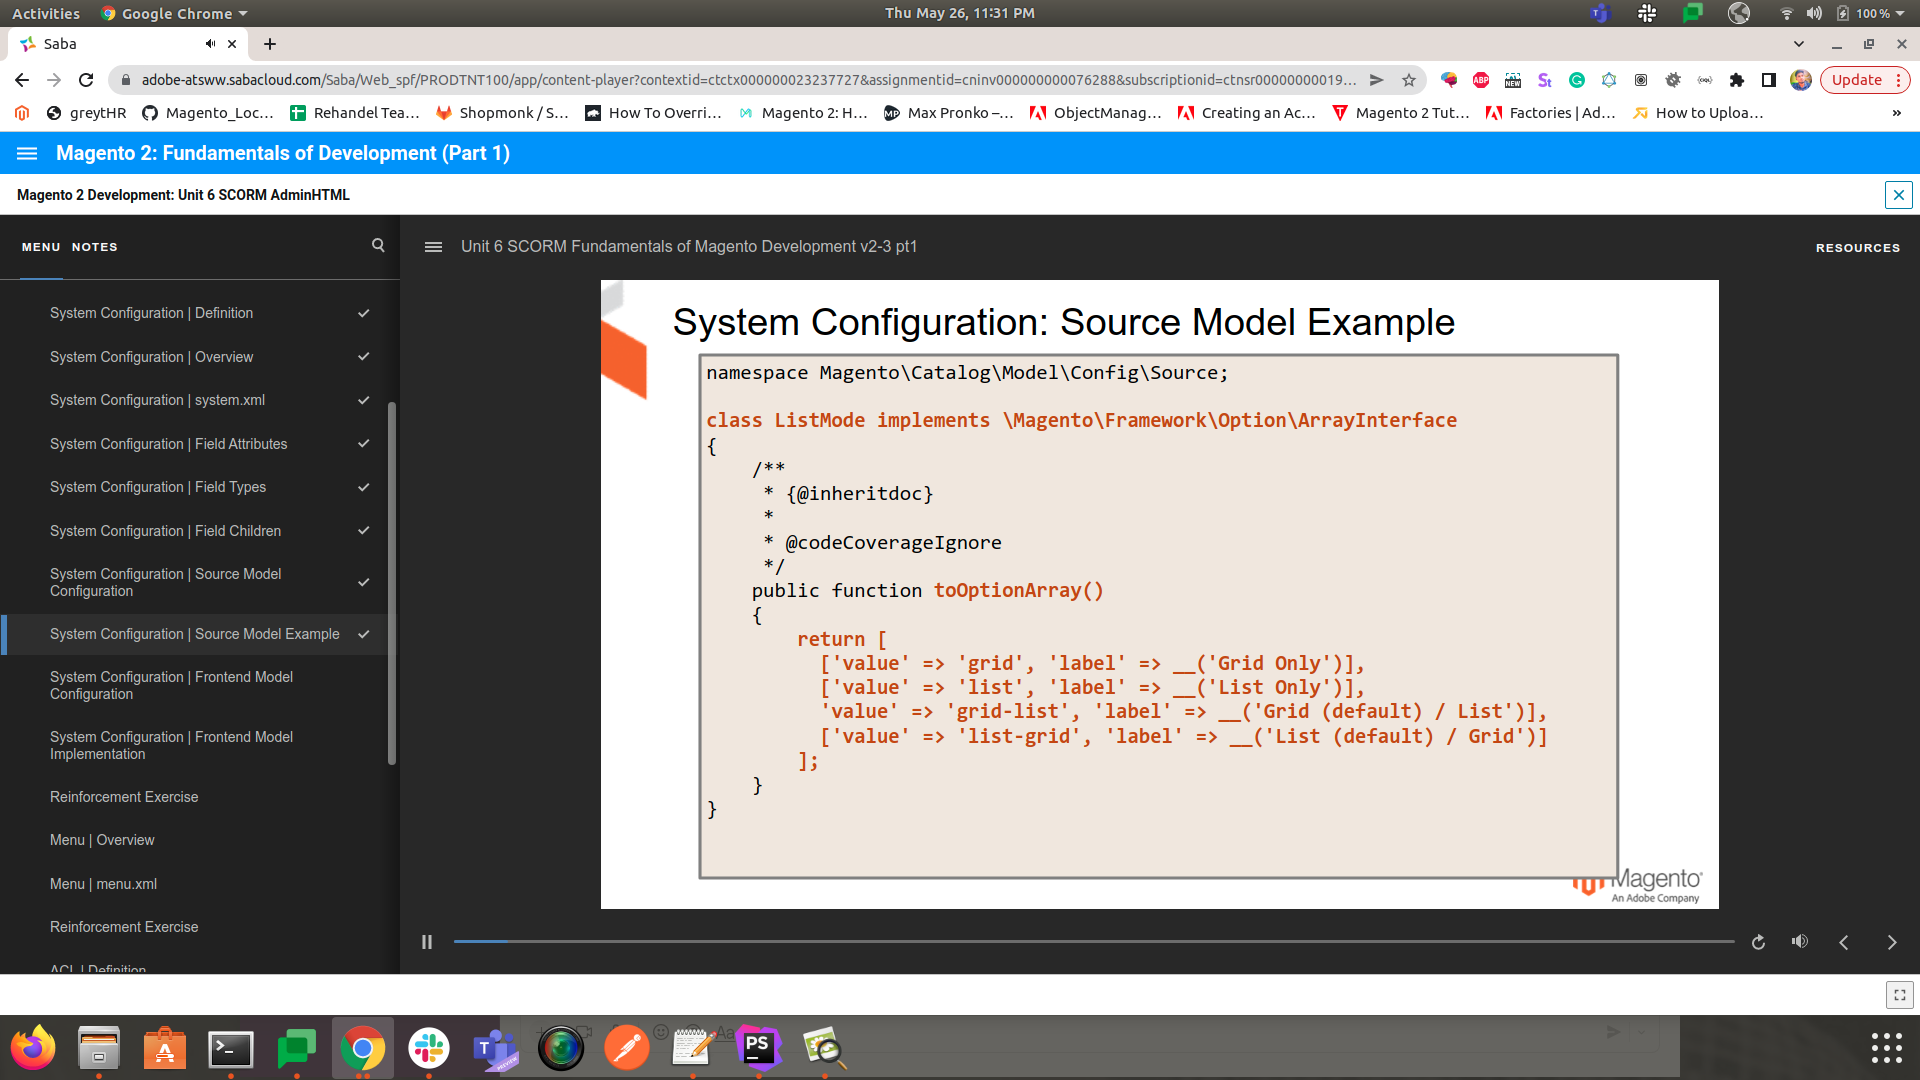 Activities Google Chrome Thu May 26, 11:31 PM 100 %
Saba
adobe-atsww.sabacloud.com/Saba/Web_spf/PRODTNT100/app/content-player?contextid=ctctx000000023237727&assignmentid=cninv000000000076288&subscriptionid=ctnsr00000000019... ABP NEW St Update
greytHR Magento_Loc... Rehandel Tea... Shopmonk / S... How To Overri... Magento 2: H... MP Max Pronko –... ObjectManag... Creating an Ac... Magento 2 Tut... Factories | Ad... How to Uploa... »
Magento 2: Fundamentals of Development (Part 1)
Magento 2 Development: Unit 6 SCORM AdminHTML
MENU NOTES
Unit 6 SCORM Fundamentals of Magento Development v2-3 pt1
RESOURCES
System Configuration | Definition
System Configuration | Overview
System Configuration | system.xml
System Configuration | Field Attributes
System Configuration | Field Types
System Configuration | Field Children
System Configuration | Source Model
Configuration
System Configuration | Source Model Example
System Configuration | Frontend Model
Configuration
System Configuration | Frontend Model
Implementation
Reinforcement Exercise
Menu | Overview
Menu | menu.xml
Reinforcement Exercise
ACL | Definition
System Configuration: Source Model Example
namespace Magento\Catalog\Model\Config\Source;
class ListMode implements \Magento\Framework\Option\ArrayInterface
{
/**
* {@inheritdoc}
*
* @codeCoverageIgnore
*/
public function toOptionArray()
{
return [
['value' => 'grid', 'label' => __('Grid Only')],
['value' => 'list', 'label' => __('List Only')],
'value' => 'grid-list', 'label' => __('Grid (default) / List')],
['value' => 'list-grid', 'label' => __('List (default) / Grid')]
];
}
}
Magento
An Adobe Company
PS